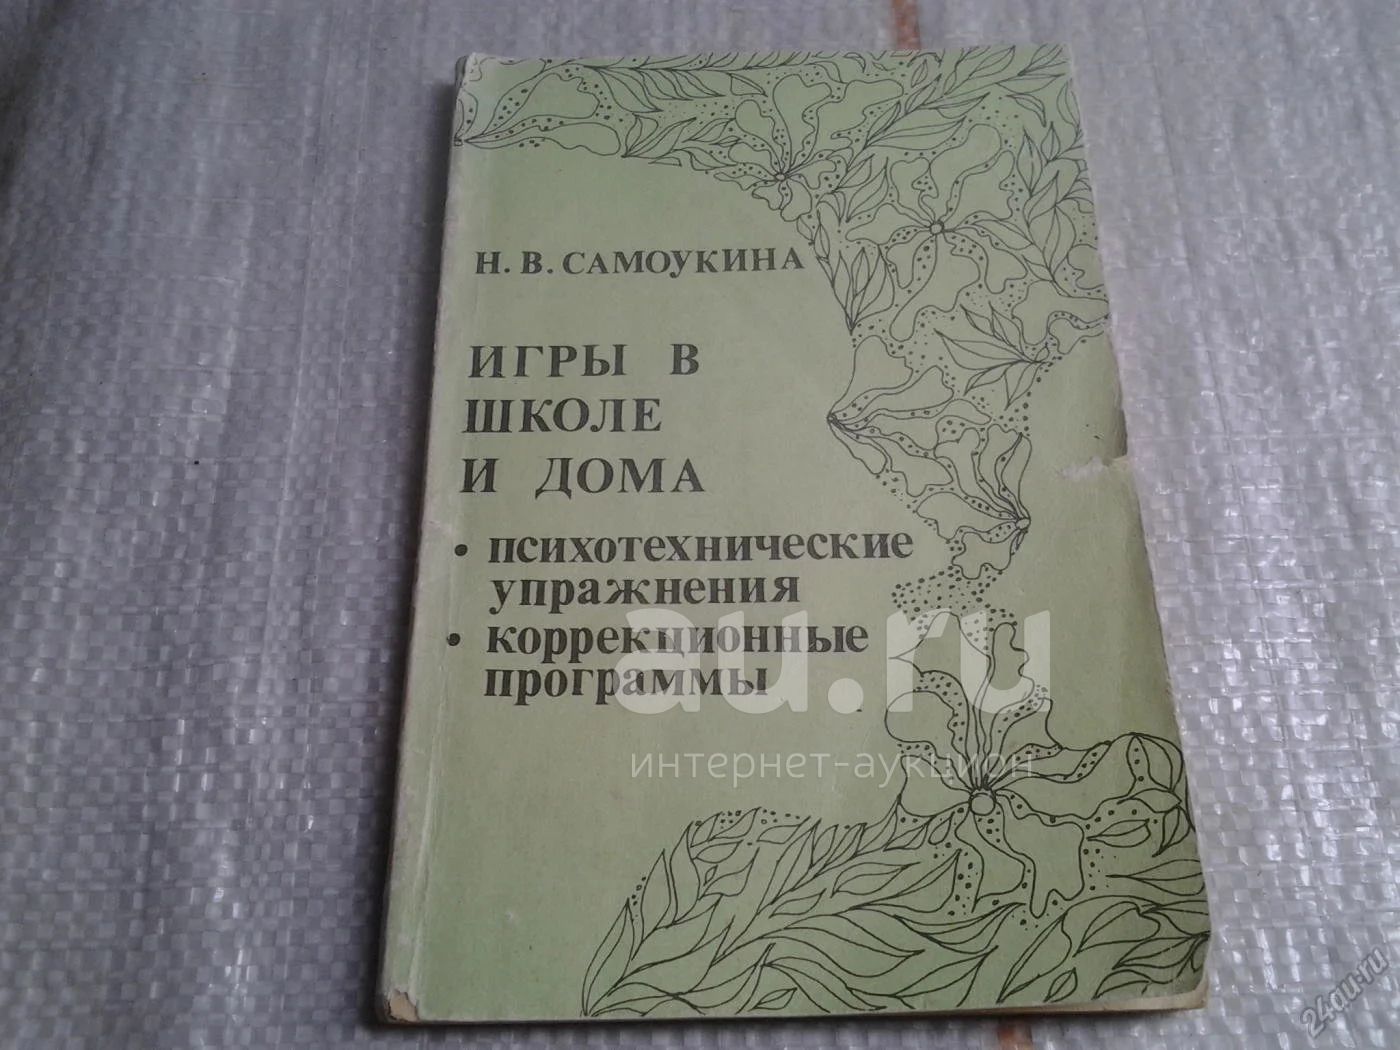 Н. В. САМОУКИНА
ИГРЫ В
ШКОЛЕ
И ДОМА
• психотехнические
упражнения
• коррекционные
программы
au.ru
интернет-аукцион
24au.ru